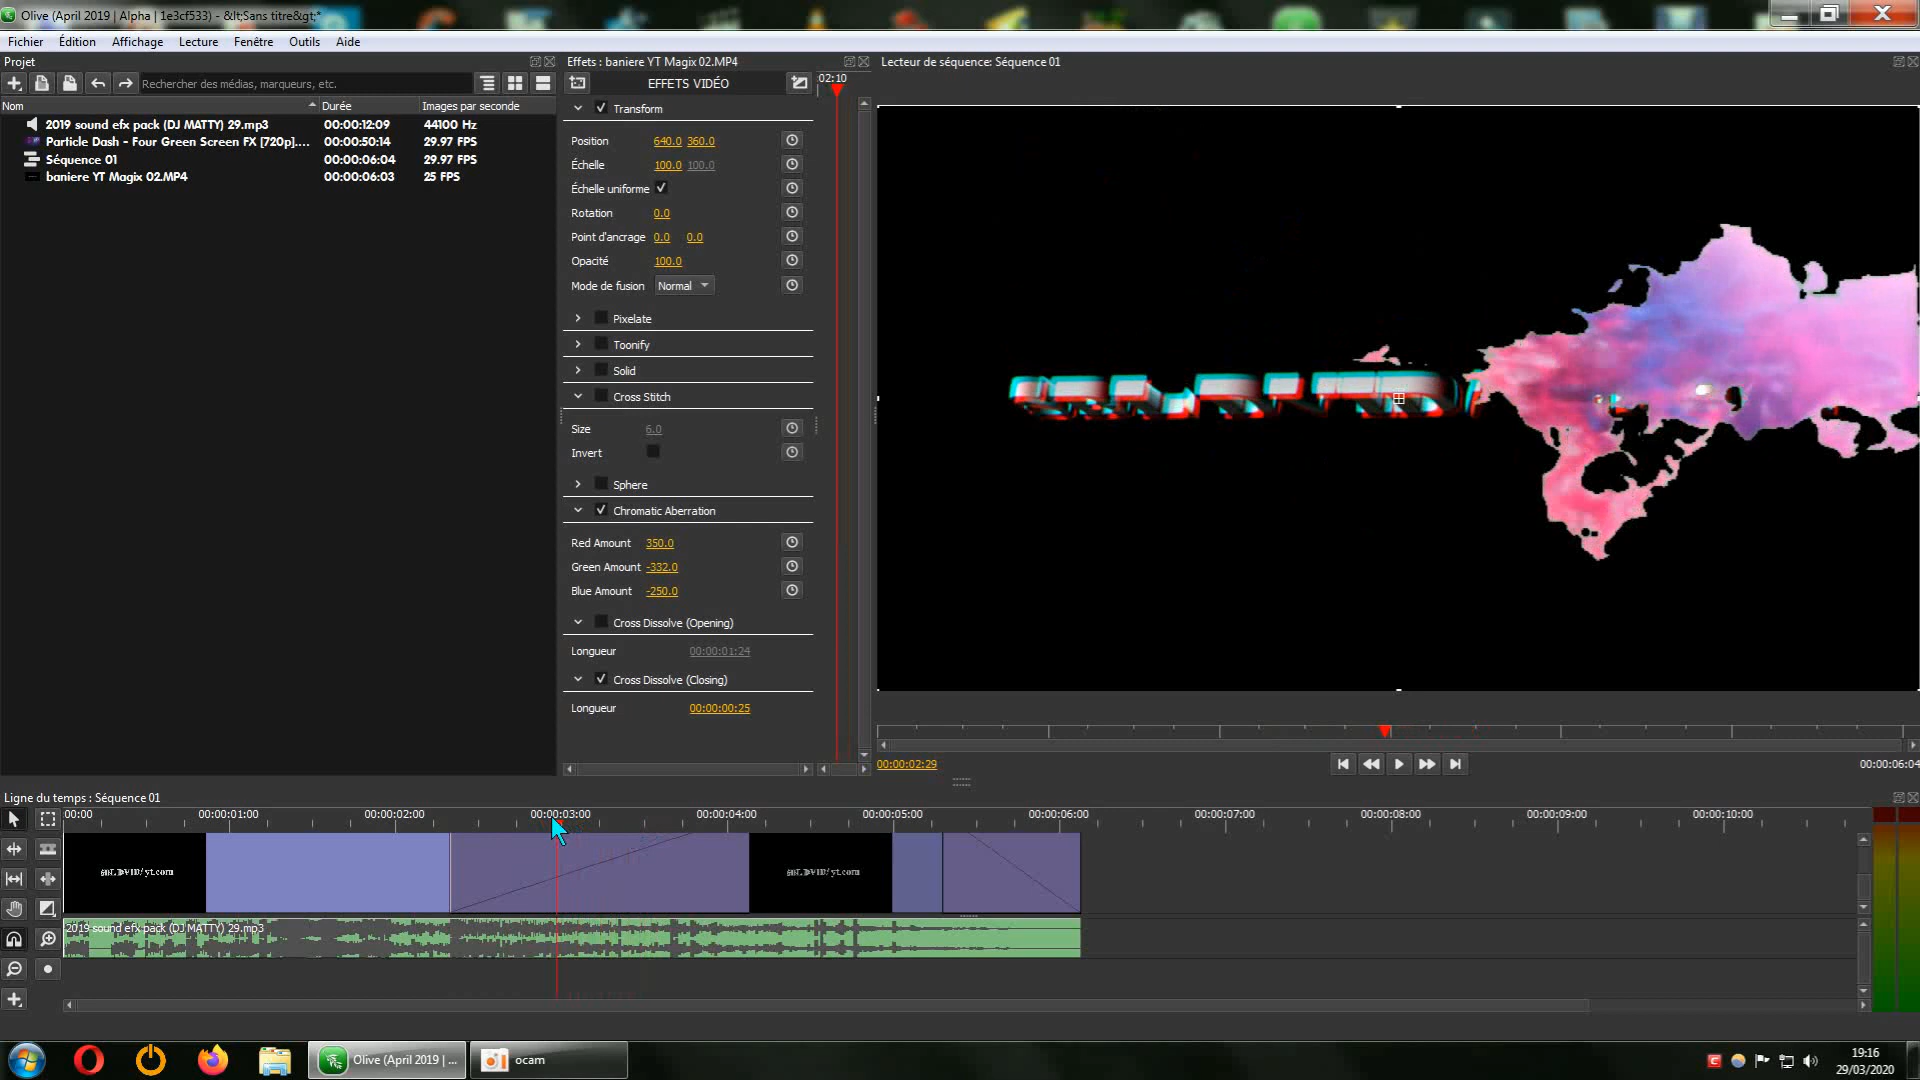 Olive (April 2019 | Alpha | 1e3cf533) - &lt;Sans titre&gt;*
Fichier Édition Affichage Lecture Fenêtre Outils Aide
Projet
Rechercher des médias, marqueurs, etc.
Nom Durée Images par seconde
2019 sound efx pack (DJ MATTY) 29.mp3 00:00:12:09 44100 Hz
Particle Dash - Four Green Screen FX [720p].... 00:00:50:14 29.97 FPS
Séquence 01 00:00:06:04 29.97 FPS
baniere YT Magix 02.MP4 00:00:06:03 25 FPS
Effets : baniere YT Magix 02.MP4
EFFETS VIDÉO
02:10
Transform
Position 640.0 360.0
Échelle 100.0 100.0
Échelle uniforme
Rotation 0.0
Point d'ancrage 0.0 0.0
Opacité 100.0
Mode de fusion Normal
Pixelate
Toonify
Solid
Cross Stitch
Size 6.0
Invert
Sphere
Chromatic Aberration
Red Amount 350.0
Green Amount -332.0
Blue Amount -250.0
Cross Dissolve (Opening)
Longueur 00:00:01:24
Cross Dissolve (Closing)
Longueur 00:00:00:25
Lecteur de séquence: Séquence 01
00:00:02:29 00:00:06:04
Ligne du temps : Séquence 01
00:00 00:00:01:00 00:00:02:00 00:00:03:00 00:00:04:00 00:00:05:00 00:00:06:00 00:00:07:00 00:00:08:00 00:00:09:00 00:00:10:00
2019 sound efx pack (DJ MATTY) 29.mp3
Olive (April 2019 | ...
ocam
19:16
29/03/2020